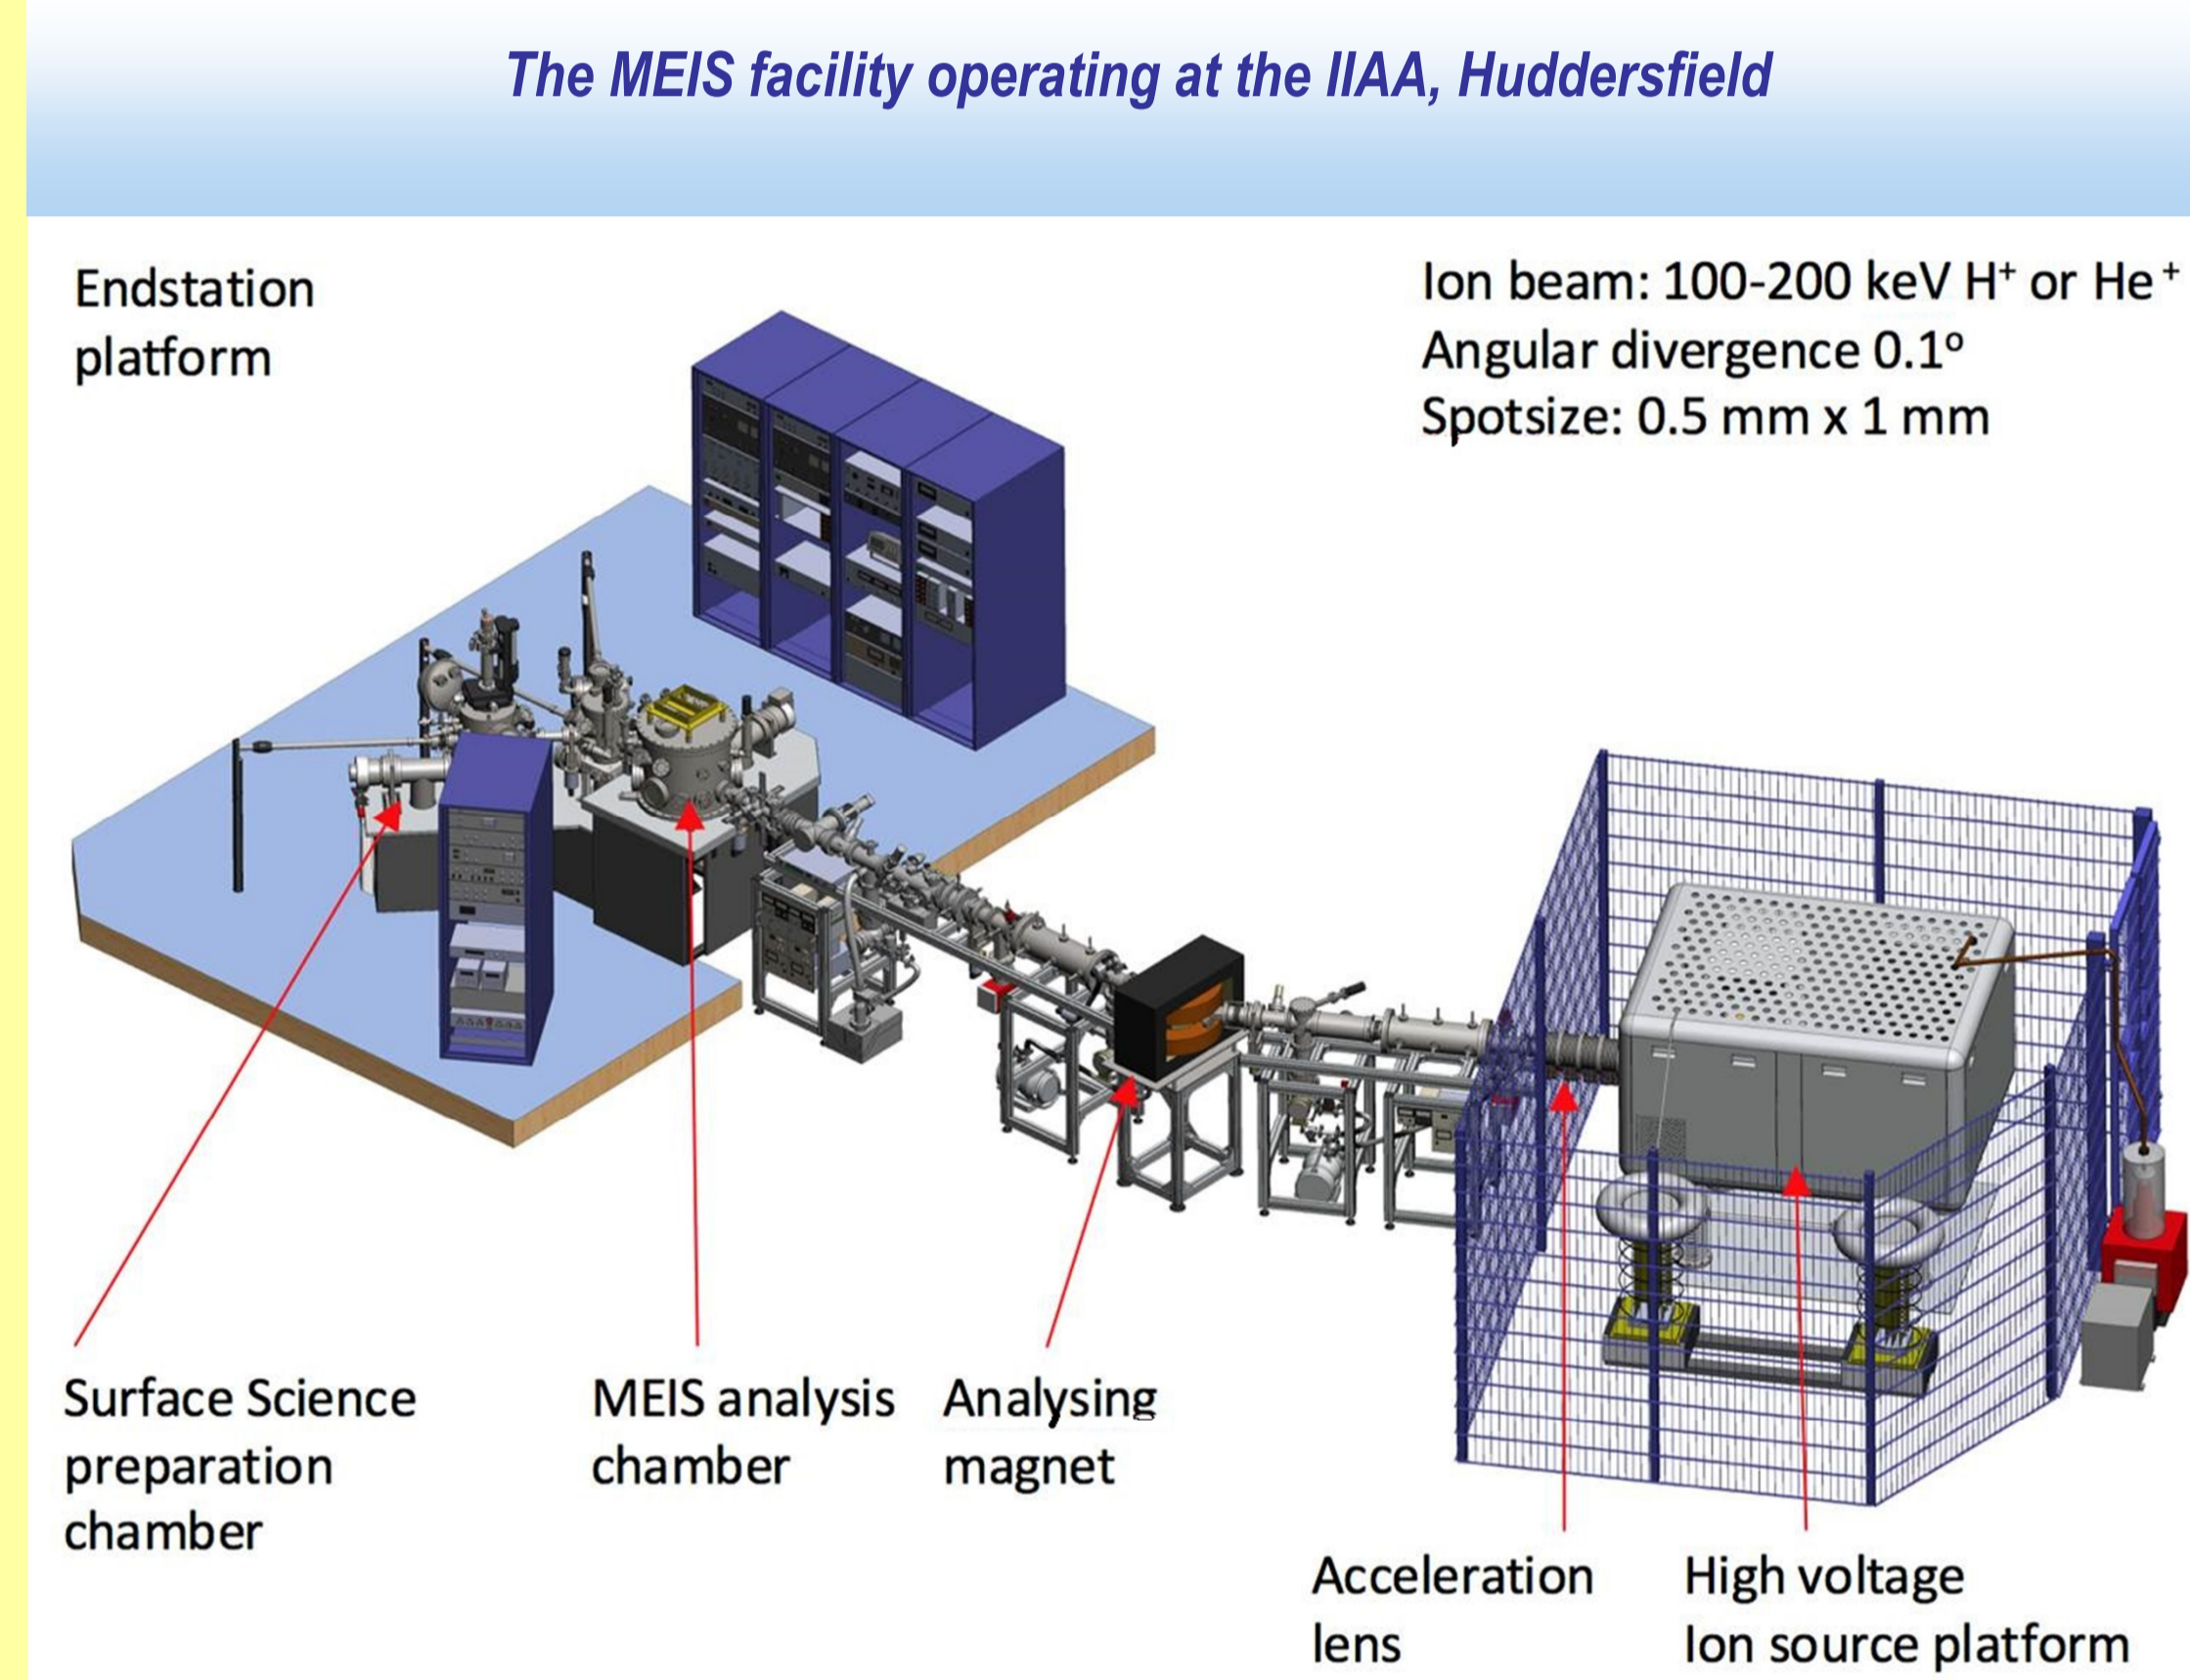 The MEIS facility operating at the IIAA, Huddersfield
Endstation
platform
Ion beam: 100-200 keV H⁺ or He⁺
Angular divergence 0.1º
Spotsize: 0.5 mm x 1 mm
Surface Science
preparation
chamber
MEIS analysis
chamber
Analysing
magnet
Acceleration
lens
High voltage
Ion source platform